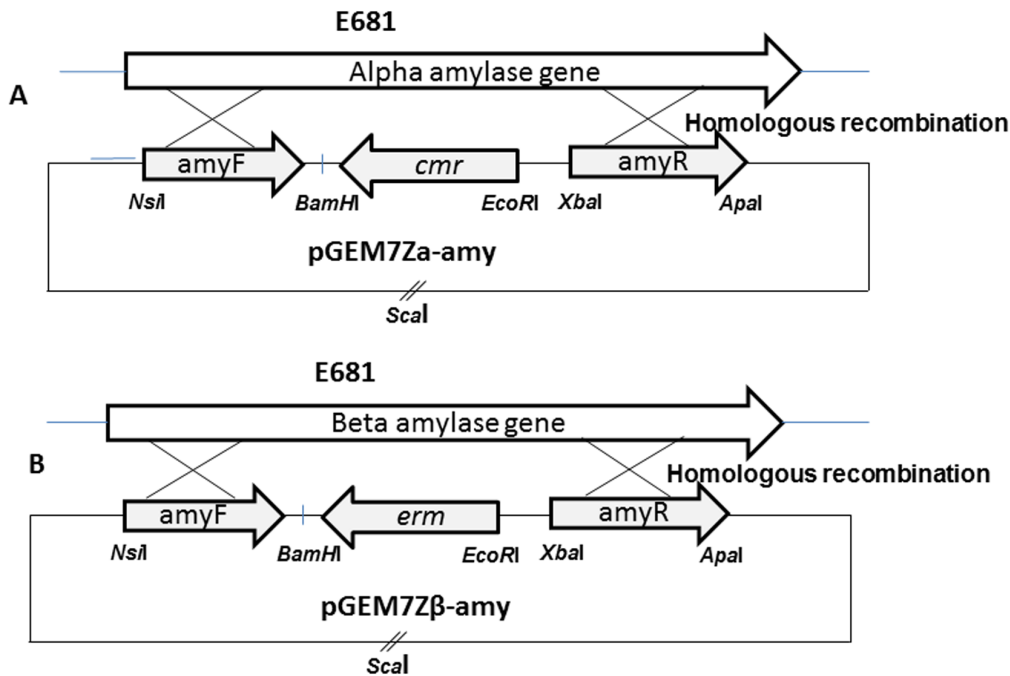 E681
Alpha amylase gene
A
Homologous recombination
amyF
cmr
amyR
NsiI
BamHI
EcoRI
XbaI
ApaI
pGEM7Za-amy
ScaI
E681
Beta amylase gene
B
Homologous recombination
amyF
erm
amyR
NsiI
BamHI
EcoRI
XbaI
ApaI
pGEM7Zβ-amy
ScaI